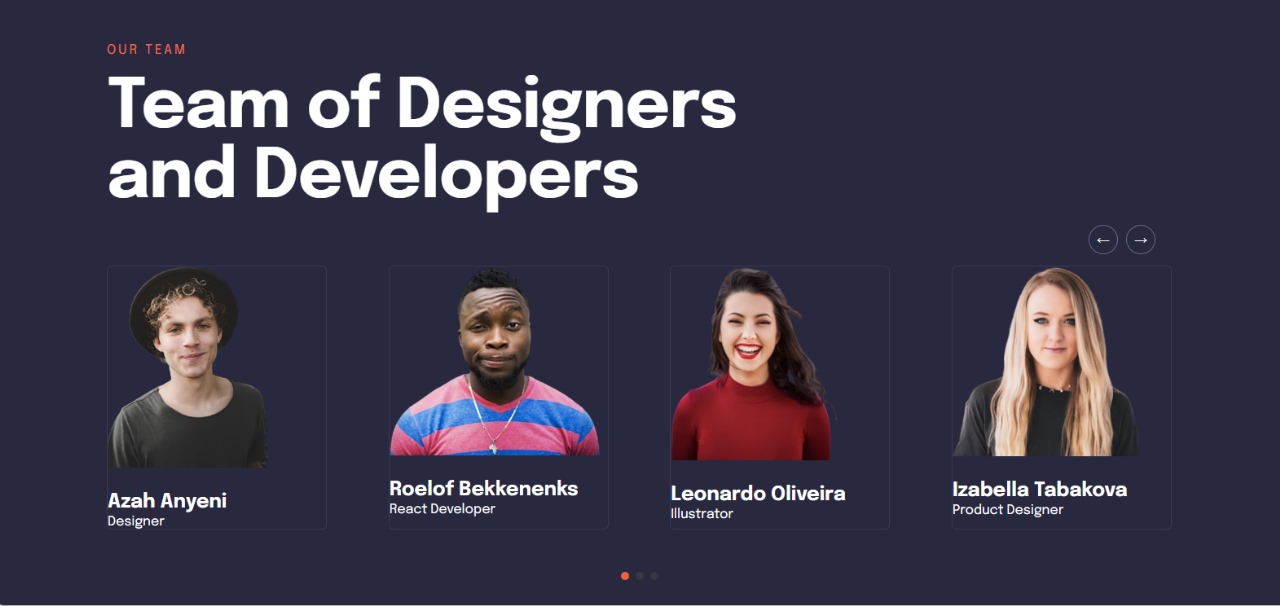 OUR TEAM
Team of Designers
and Developers
← →
Azah Anyeni
Designer
Roelof Bekkenenks
React Developer
Leonardo Oliveira
Illustrator
Izabella Tabakova
Product Designer